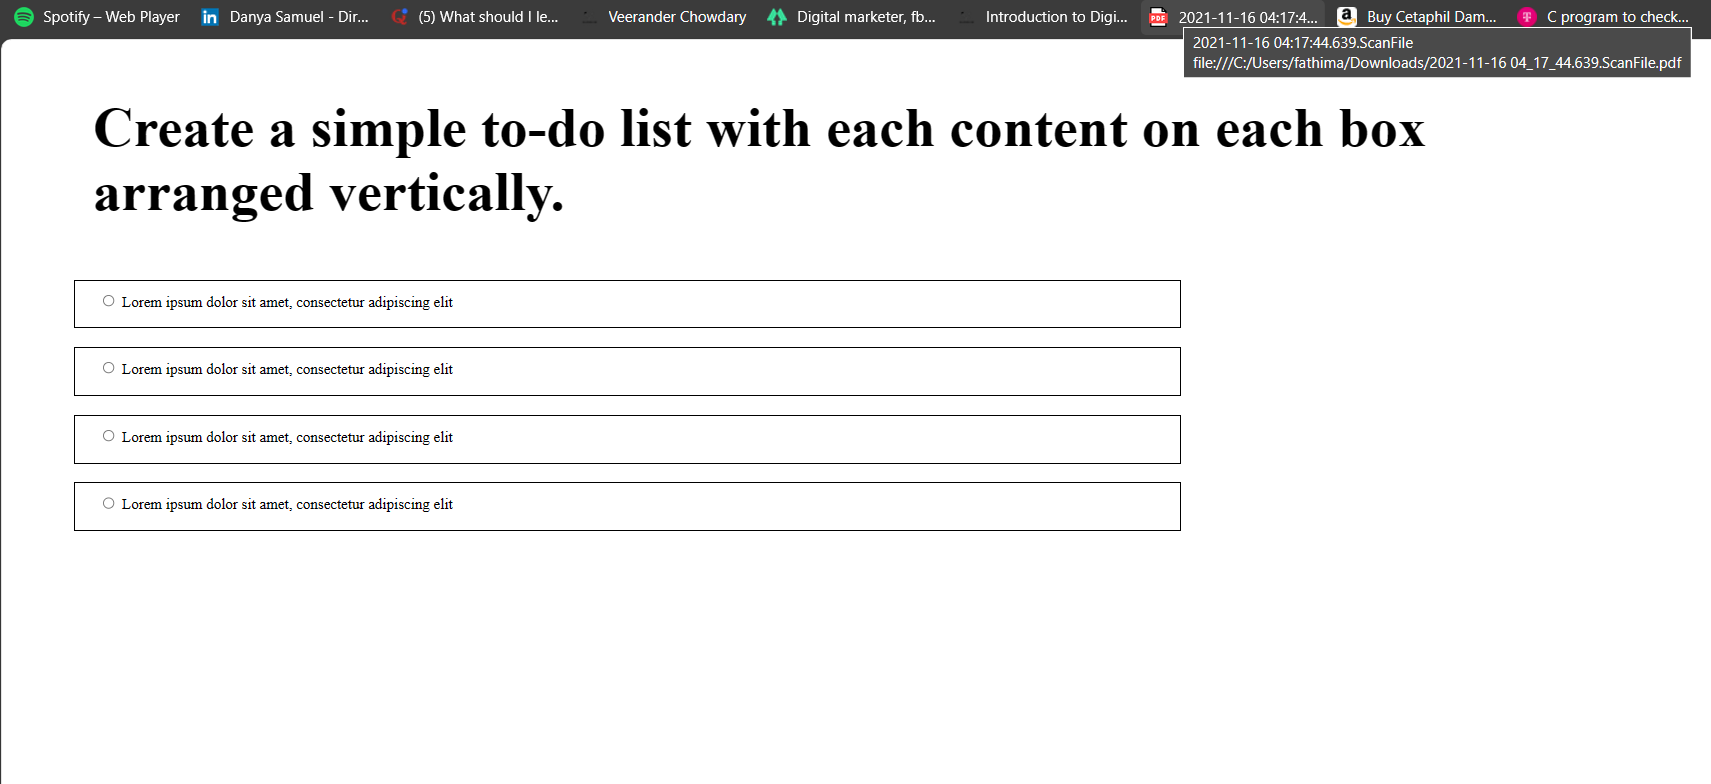 Spotify – Web Player Danya Samuel - Dir... (5) What should I le... Veerander Chowdary Digital marketer, fb... Introduction to Digi... PDF 2021-11-16 04:17:4... Buy Cetaphil Dam... C program to check...
2021-11-16 04:17:44.639.ScanFile
file:///C:/Users/fathima/Downloads/2021-11-16 04_17_44.639.ScanFile.pdf
Create a simple to-do list with each content on each box
arranged vertically.
Lorem ipsum dolor sit amet, consectetur adipiscing elit
Lorem ipsum dolor sit amet, consectetur adipiscing elit
Lorem ipsum dolor sit amet, consectetur adipiscing elit
Lorem ipsum dolor sit amet, consectetur adipiscing elit